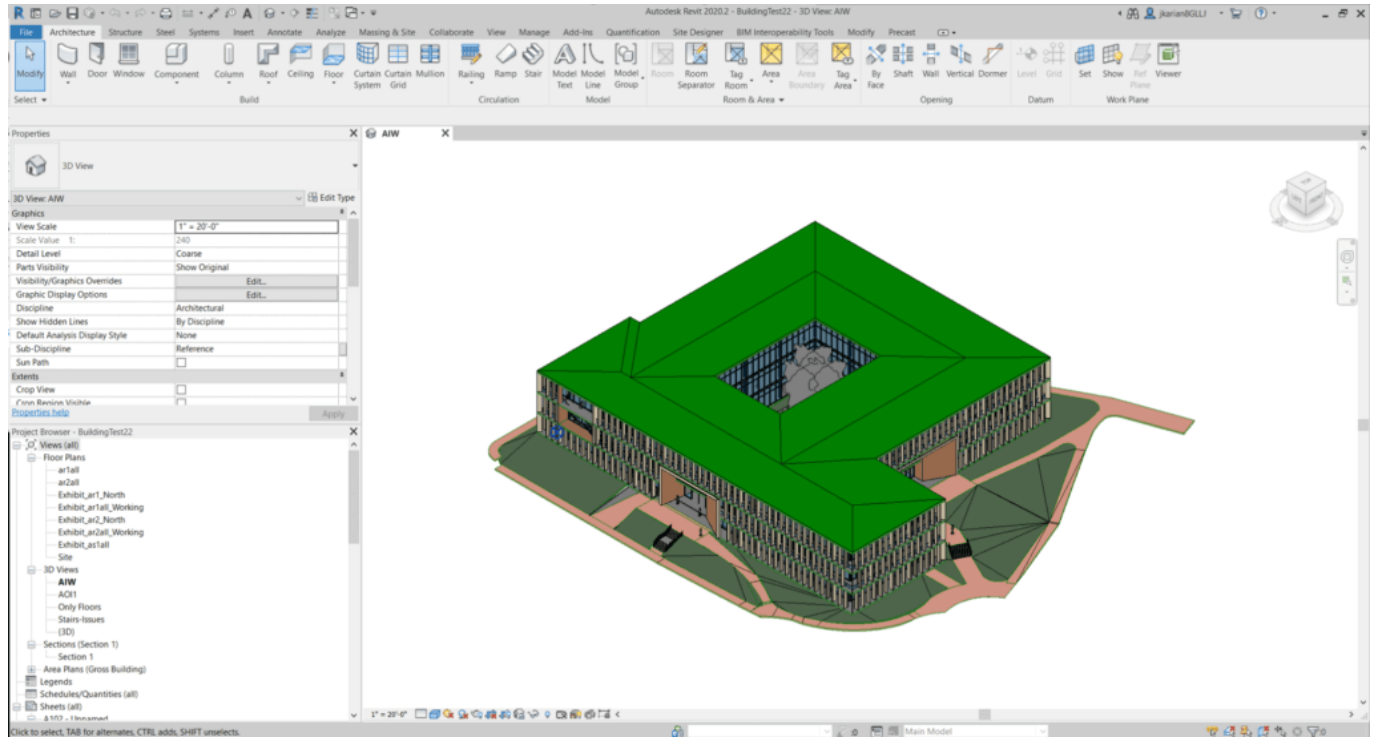 Autodesk Revit 2020.2 - BuildingTest22 - 3D View: AIW
jkarian8GLLJ
File Architecture Structure Steel Systems Insert Annotate Analyze Massing & Site Collaborate View Manage Add-Ins Quantification Site Designer BIM Interoperability Tools Modify Precast
Modify Wall Door Window Component Column Roof Ceiling Floor Curtain System Curtain Grid Mullion Railing Ramp Stair Model Text Model Line Model Group Room Room Separator Tag Room Area Area Boundary Tag Area By Face Shaft Wall Vertical Dormer Level Grid Set Show Ref Plane Viewer
Select Build Circulation Model Room & Area Opening Datum Work Plane
Properties
AIW
3D View
3D View: AIW
Edit Type
Graphics
View Scale 1" = 20'-0"
Scale Value 1: 240
Detail Level Coarse
Parts Visibility Show Original
Visibility/Graphics Overrides Edit...
Graphic Display Options Edit...
Discipline Architectural
Show Hidden Lines By Discipline
Default Analysis Display Style None
Sub-Discipline Reference
Sun Path
Extents
Crop View
Crop Region Visible
Properties help Apply
Project Browser - BuildingTest22
Views (all)
Floor Plans
ar1all
ar2all
Exhibit_ar1_North
Exhibit_ar1all_Working
Exhibit_ar2_North
Exhibit_ar2all_Working
Exhibit_as1all
Site
3D Views
AIW
AOI1
Only Floors
Stairs-Issues
(3D)
Sections (Section 1)
Section 1
Area Plans (Gross Building)
Legends
Schedules/Quantities (all)
Sheets (all)
A102 - Unnamed
1" = 20'-0"
Click to select, TAB for alternates, CTRL adds, SHIFT unselects.
:0 Main Model :0